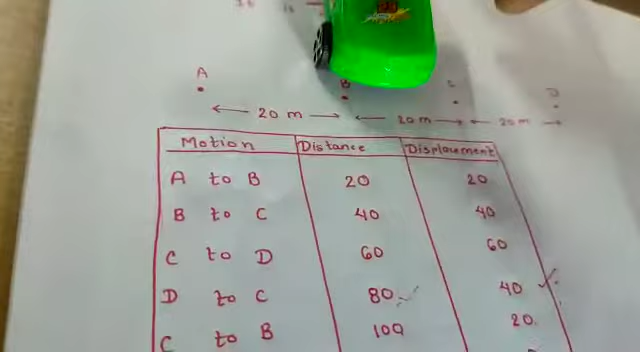 A B C D
20 m 20 m 20 m
Motion Distance Displacement
A to B 20 20
B to C 40 40
C to D 60 60
D to C 80 40
C to B 100 20